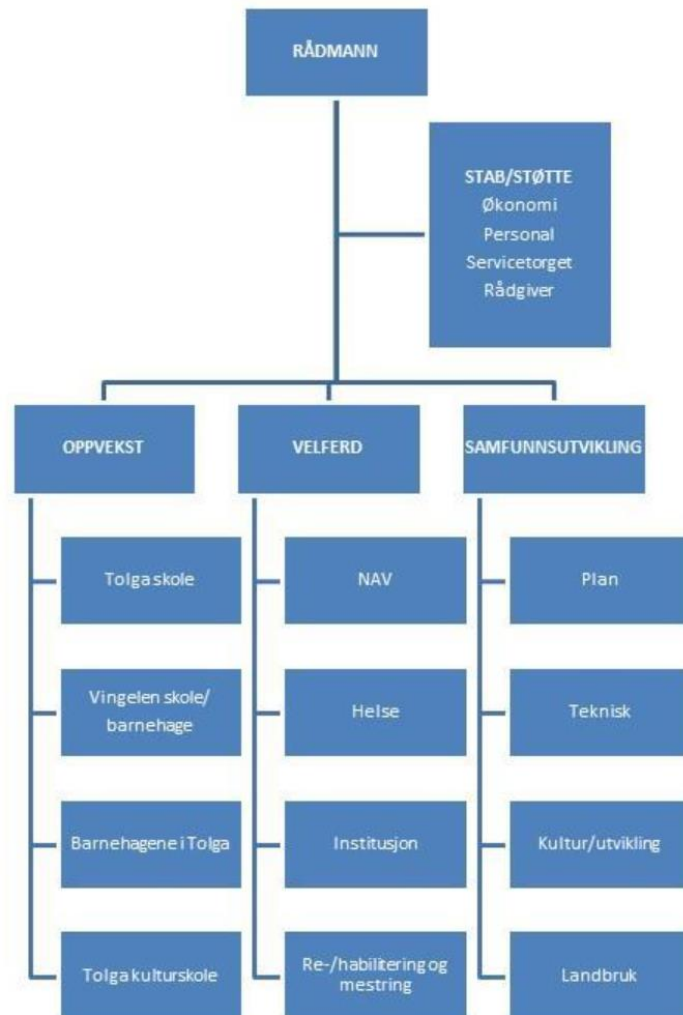 RÅDMANN
STAB/STØTTE
Økonomi
Personal
Servicetorget
Rådgiver
OPPVEKST
VELFERD
SAMFUNNSUTVIKLING
Tolga skole
NAV
Plan
Vingelen skole/
barnehage
Helse
Teknisk
Barnehagene i Tolga
Institusjon
Kultur/utvikling
Tolga kulturskole
Re-/habilitering og
mestring
Landbruk